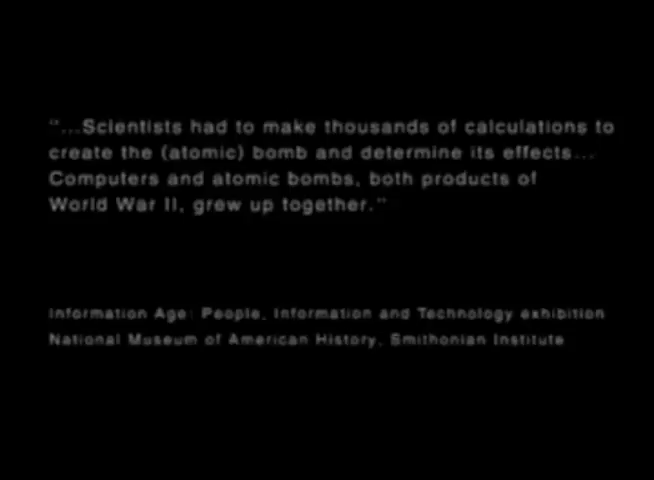 "...Scientists had to make thousands of calculations to
create the (atomic) bomb and determine its effects...
Computers and atomic bombs, both products of
World War II, grew up together."
Information Age: People, Information and Technology exhibition
National Museum of American History, Smithonian Institute